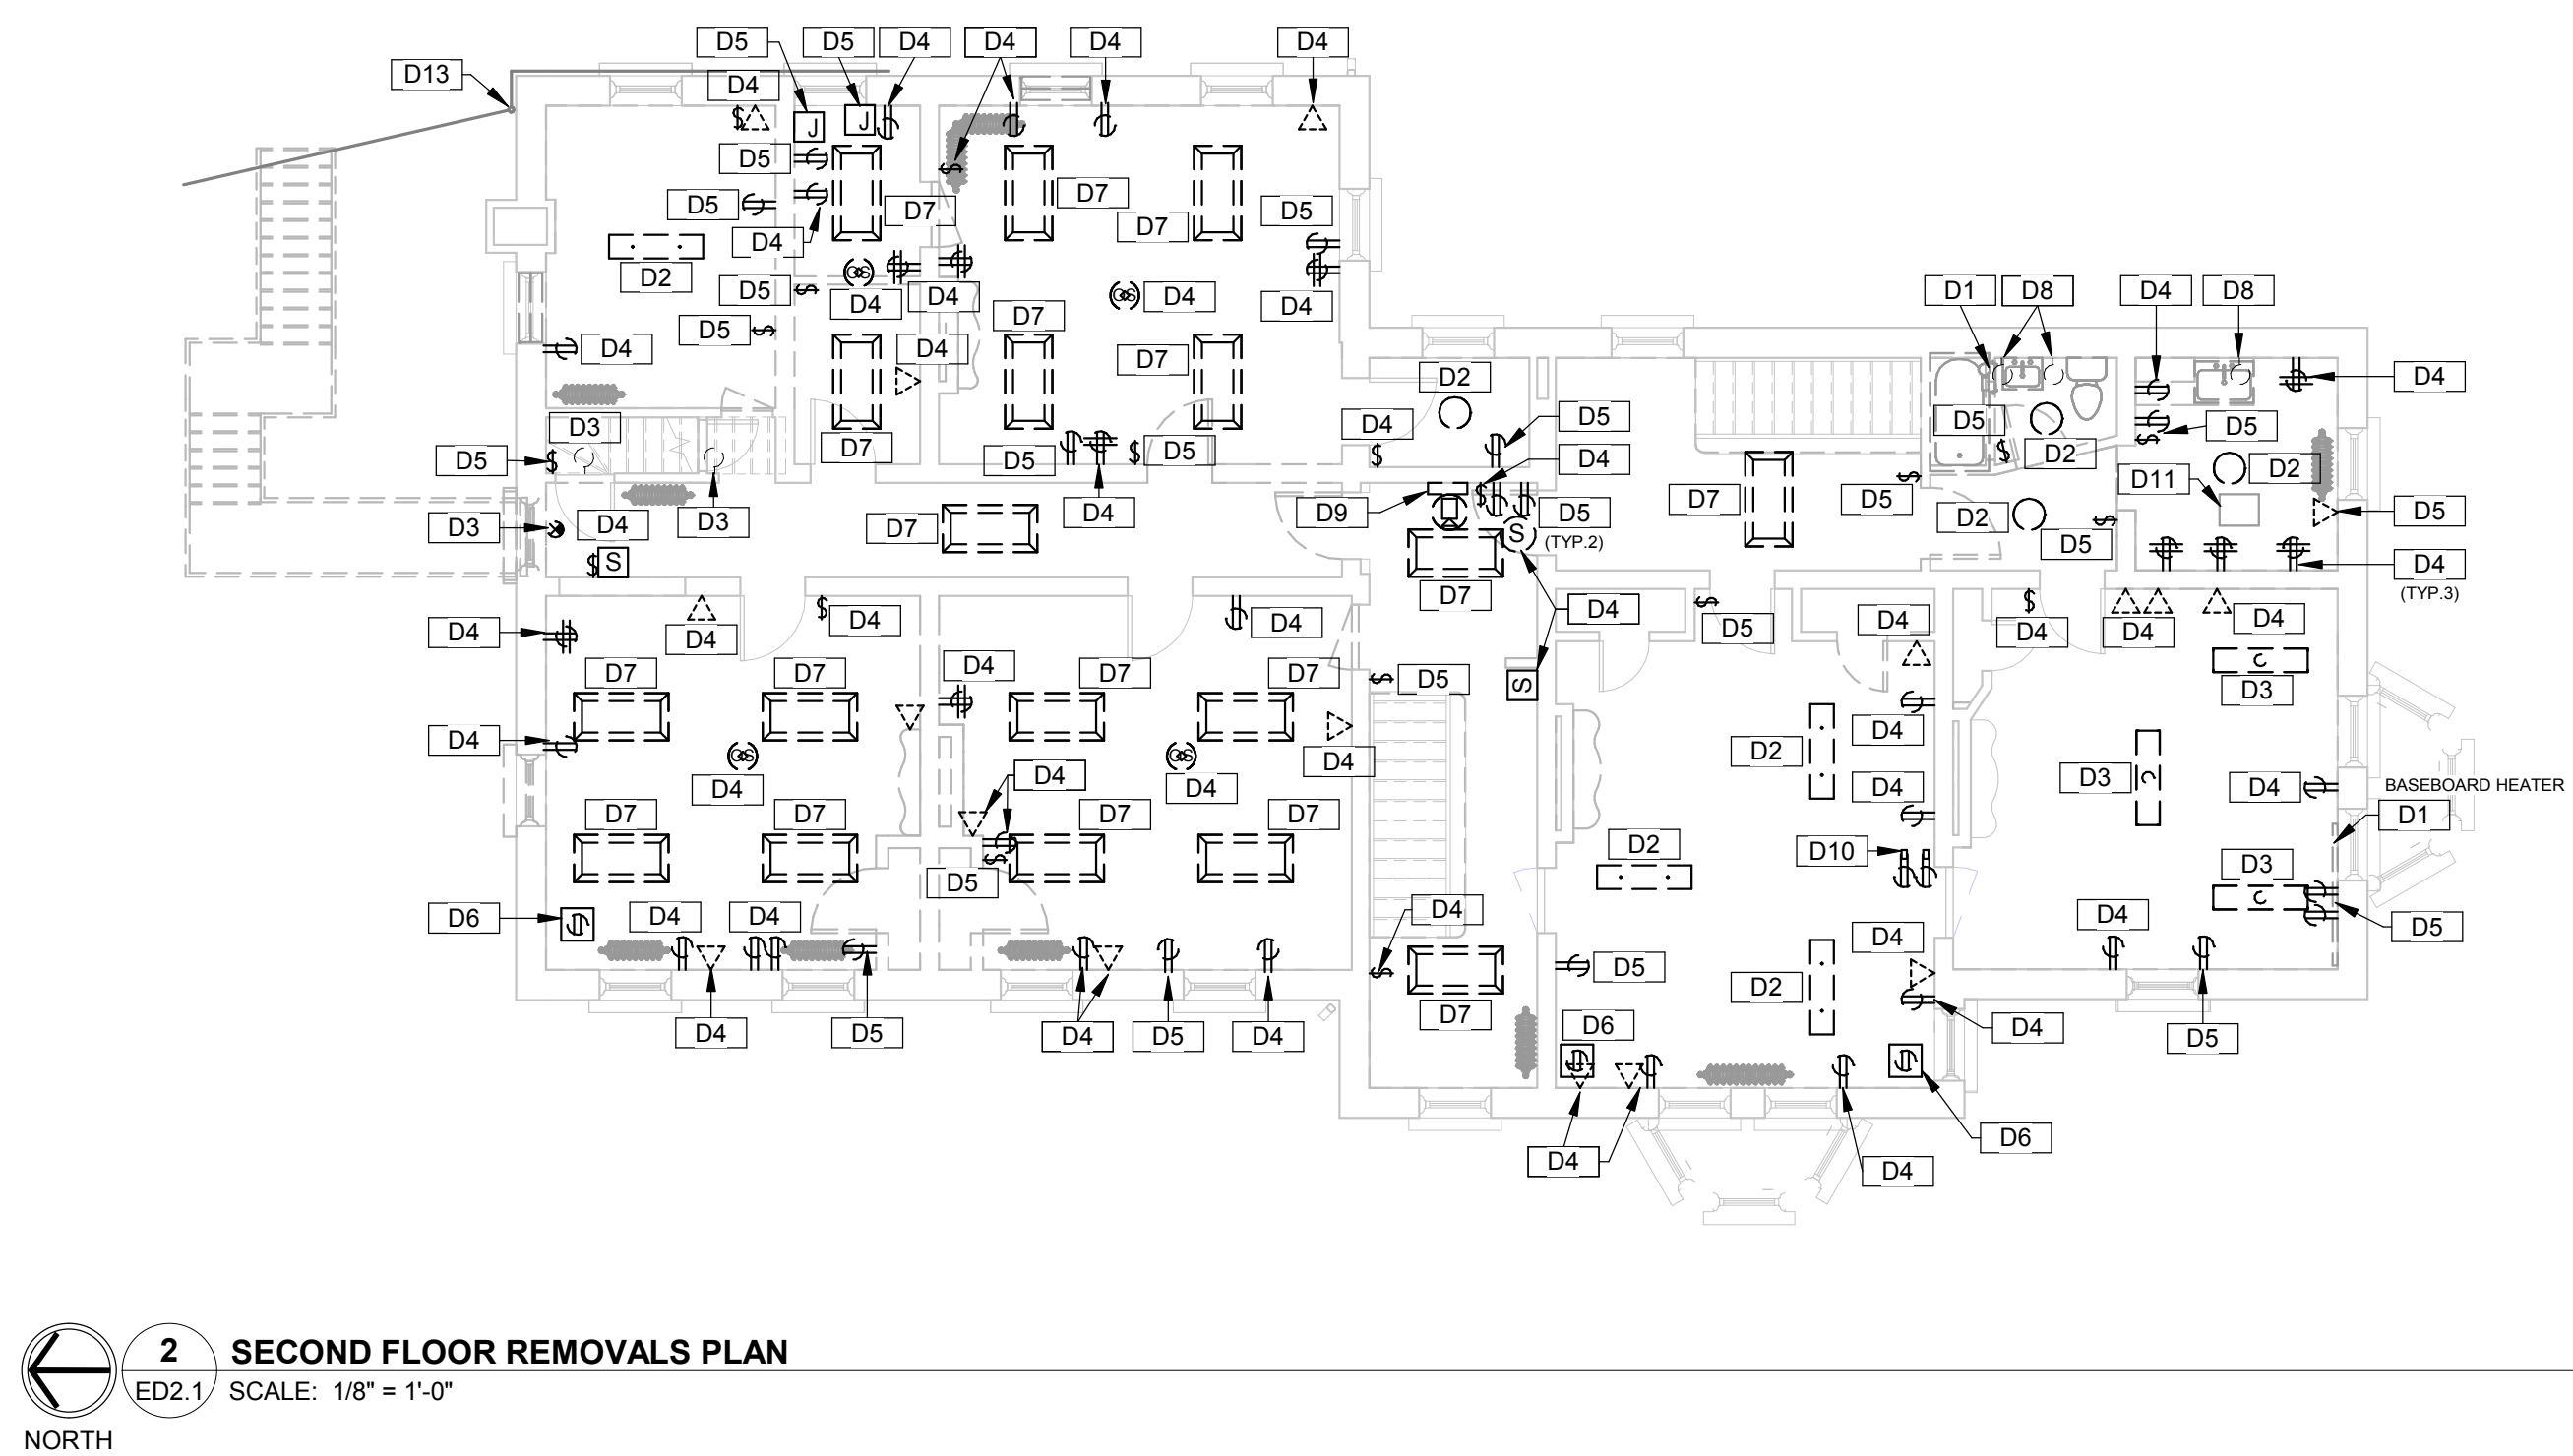 D5 D5 D4 D4 D4 D4
D13
D4
J J
D5
D5 D7 D7 D5
D4 D7
D2
D5 D4 D4 D4 D4 D1 D8 D4 D8
D5 D7
D4 D4 D7
D2 D4
D4 D5
D3 D5 D5
D7
D5 D5 D5 D4 D2 D2
D11
D4 D9 D5 D7 D5 D5
D3 D4 D3 D7 D2
(TYP.2)
D5
S S
D4
(TYP.3)
D7
D4 D4 D4 D4 D4 D4 D4 D4 D4
D5
D4 D5
D7 D7 D7 D7 S D3
D4 D4
D2
D4 D4 D3
D4 D4 D4 D4 D4
BASEBOARD HEATER
D7 D7 D7 D7 D1
D2 D10
D3
D5
D6 D4 D4 D4 D4
D5
D4
D5
D2
D7
D4 D5 D4 D5 D4 D6 D4
D5
D6
D4 D4
2
ED2.1
SECOND FLOOR REMOVALS PLAN
SCALE: 1/8" = 1'-0"
NORTH